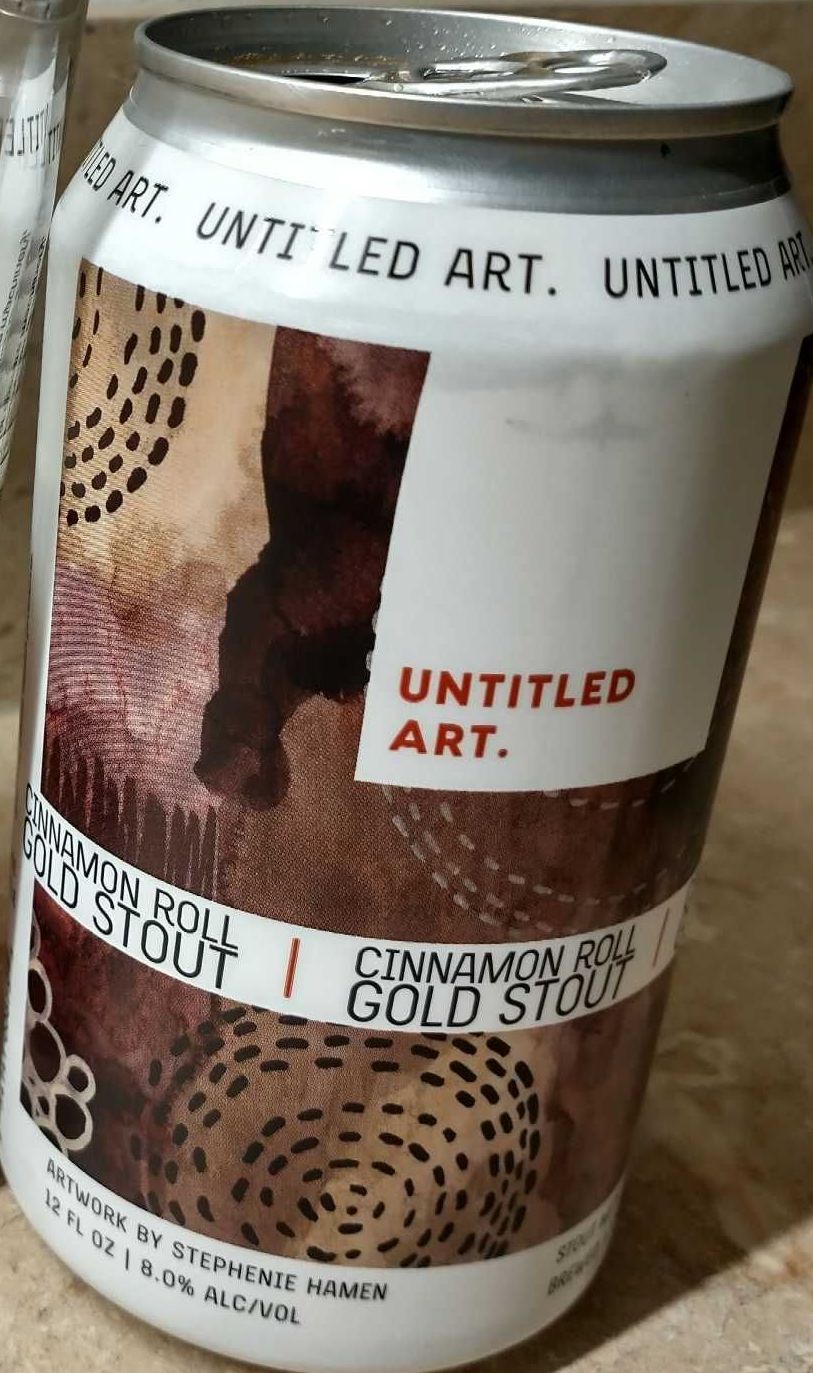 ART. UNTITLED ART. UNTITLED ART.
UNTITLED
ART.
CINNAMON ROLL
GOLD STOUT
CINNAMON ROLL
GOLD STOUT
ARTWORK BY STEPHENIE HAMEN
12 FL OZ | 8.0% ALC/VOL
STOUT